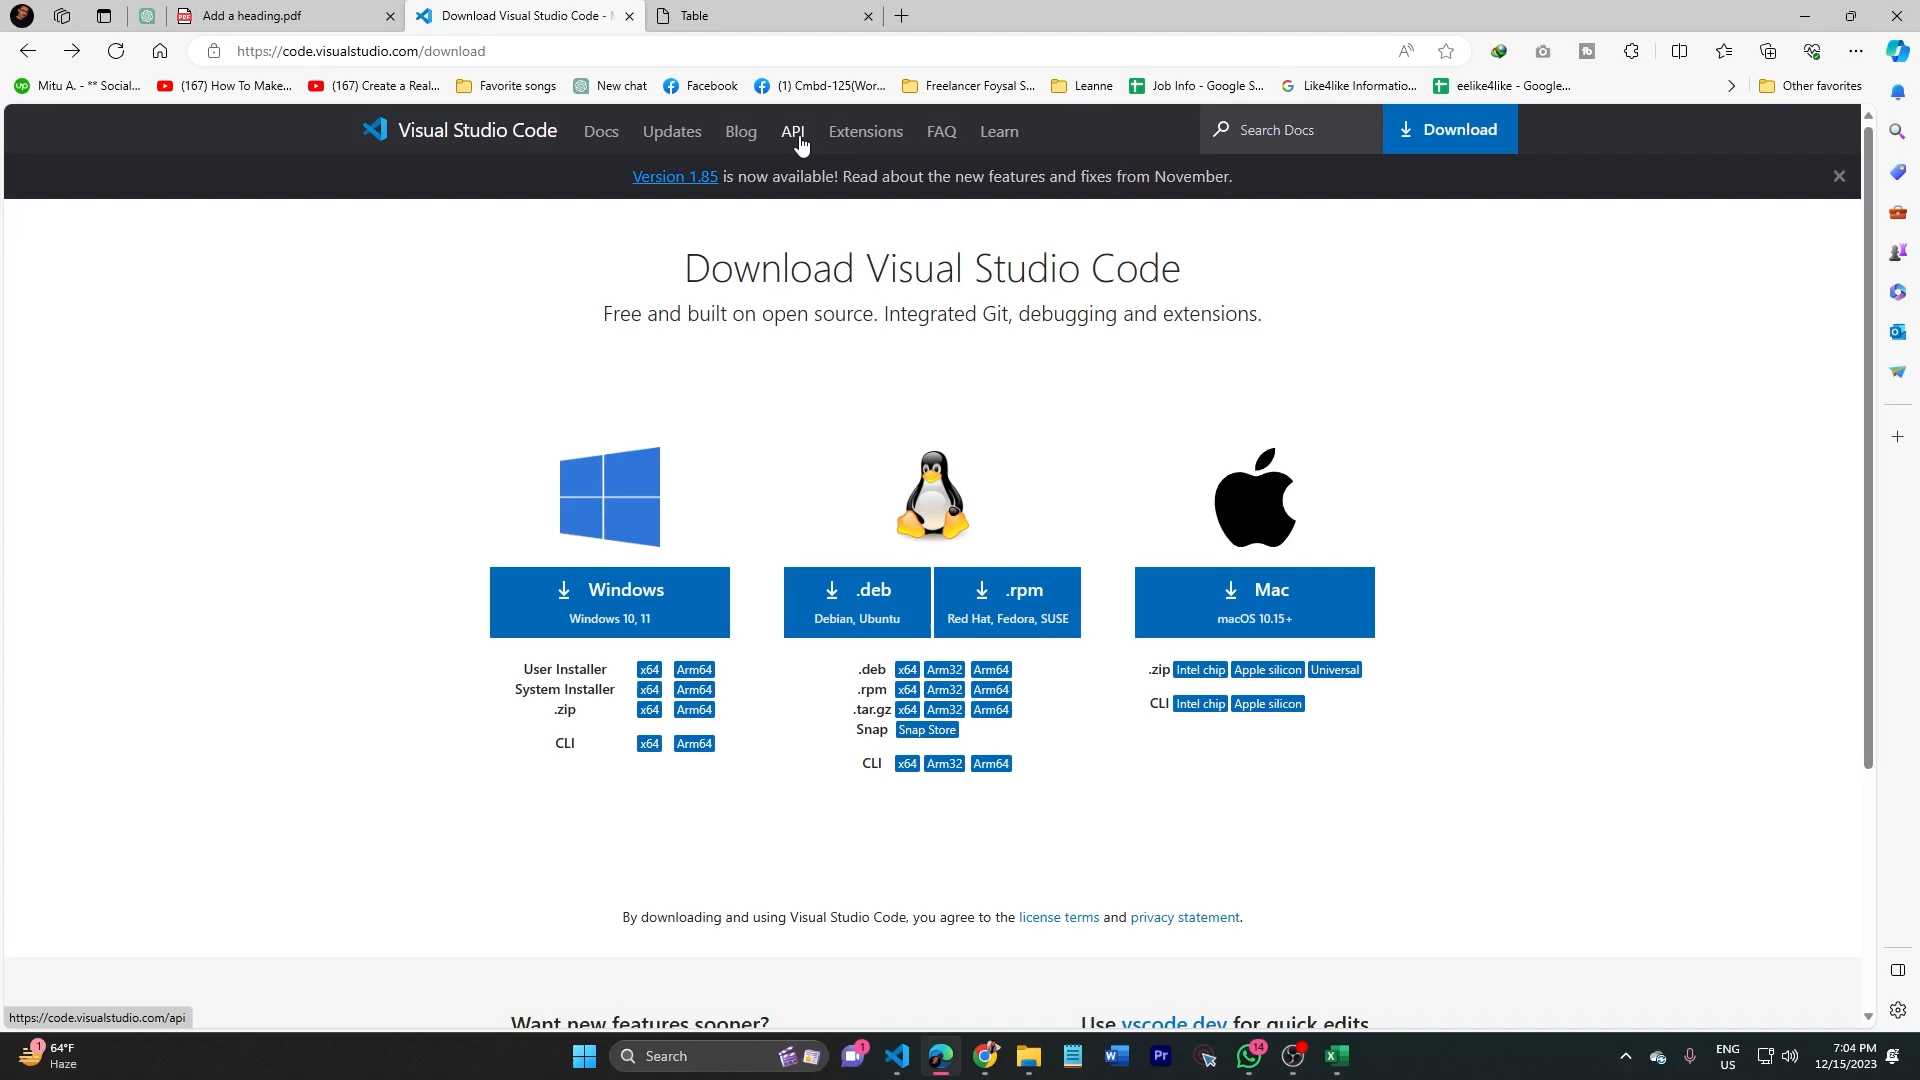 Add a heading.pdf
Download Visual Studio Code - M
Table
https://code.visualstudio.com/download
Mitu A. - ** Social...
(167) How To Make...
(167) Create a Real...
Favorite songs
New chat
Facebook
(1) Cmbd-125(Wor...
Freelancer Foysal S...
Leanne
Job Info - Google S...
Like4like Informatio...
eelike4like - Google...
Other favorites
Visual Studio Code
Docs
Updates
Blog
API
Extensions
FAQ
Learn
Search Docs
Download
Version 1.85 is now available! Read about the new features and fixes from November.
Download Visual Studio Code
Free and built on open source. Integrated Git, debugging and extensions.
Windows
Windows 10, 11
.deb
Debian, Ubuntu
.rpm
Red Hat, Fedora, SUSE
Mac
macOS 10.15+
User Installer x64 Arm64
System Installer x64 Arm64
.zip x64 Arm64
CLI x64 Arm64
.deb x64 Arm32 Arm64
.rpm x64 Arm32 Arm64
.tar.gz x64 Arm32 Arm64
Snap Snap Store
CLI x64 Arm32 Arm64
.zip Intel chip Apple silicon Universal
CLI Intel chip Apple silicon
By downloading and using Visual Studio Code, you agree to the license terms and privacy statement.
Want new features sooner?
Use vscode.dev for quick edits
https://code.visualstudio.com/api
1
64°F
Haze
Search
1
14
ENG
US
7:04 PM
12/15/2023